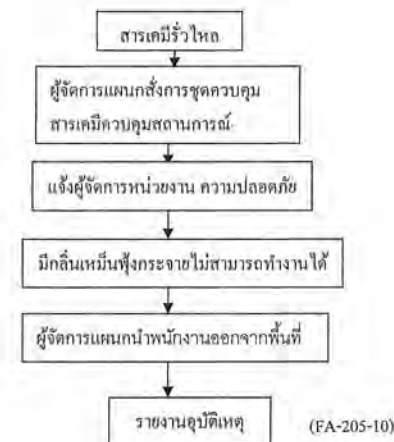 สารเคมีรั่วไหล
ผู้จัดการแผนกสั่งการชุดควบคุม
สารเคมีควบคุมสถานการณ์
แจ้งผู้จัดการหน่วยงาน ความปลอดภัย
มีกลิ่นเหม็นฟุ้งกระจายไม่สามารถทำงานได้
ผู้จัดการแผนกนำพนักงานออกจากพื้นที่
รายงานอุบัติเหตุ (FA-205-10)